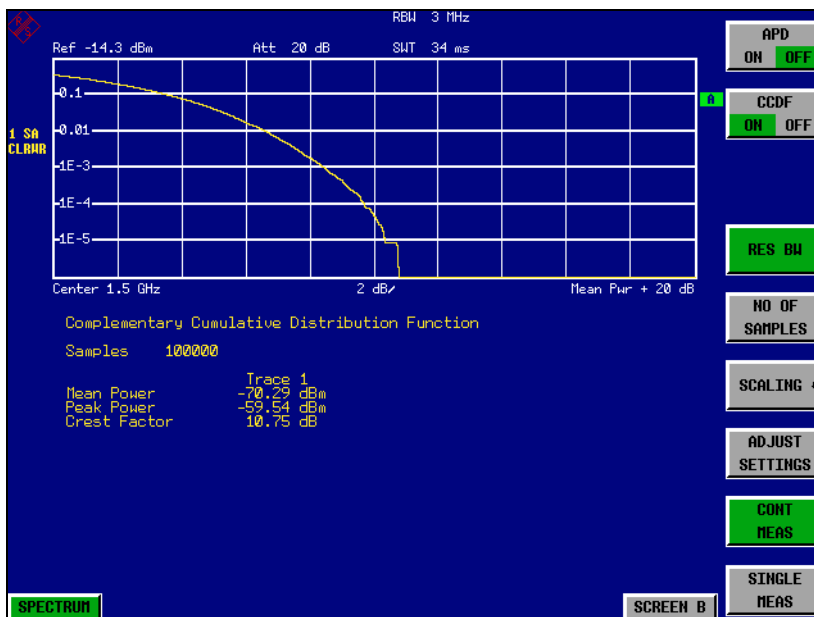 RBW 3 MHz
Ref -14.3 dBm Att 20 dB SWT 34 ms
0.1
A
1 SA
CLRWR
0.01
1E-3
1E-4
1E-5
Center 1.5 GHz 2 dB/ Mean Pwr + 20 dB
Complementary Cumulative Distribution Function
Samples 100000
Trace 1
Mean Power -70.29 dBm
Peak Power -59.54 dBm
Crest Factor 10.75 dB
APD
ON OFF
CCDF
ON OFF
RES BW
NO OF
SAMPLES
SCALING
ADJUST
SETTINGS
CONT
MEAS
SINGLE
MEAS
SPECTRUM
SCREEN B
R
S